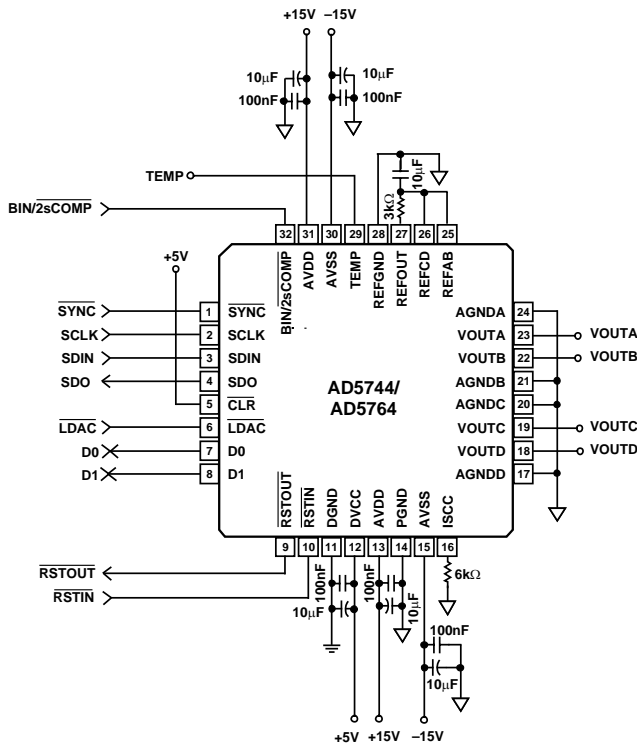 +15V –15V
10µF 10µF
100nF 100nF
TEMP
10µF
3kΩ
BIN/2sCOMP
+5V
32 31 30 29 28 27 26 25
BIN/2sCOMP
AVDD
AVSS
TEMP
REFGND
REFOUT
REFCD
REFAB
SYNC 1 SYNC
SCLK 2 SCLK
SDIN 3 SDIN
SDO 4 SDO
5 CLR
LDAC 6 LDAC
D0 7 D0
D1 8 D1
AD5744/
AD5764
AGNDA 24
VOUTA 23 VOUTA
VOUTB 22 VOUTB
AGNDB 21
AGNDC 20
VOUTC 19 VOUTC
VOUTD 18 VOUTD
AGNDD 17
RSTOUT
RSTIN
DGND
DVCC
AVDD
PGND
AVSS
ISCC
9 10 11 12 13 14 15 16
RSTOUT
RSTIN
100nF
10µF
100nF
10µF
6kΩ
100nF
10µF
+5V +15V –15V